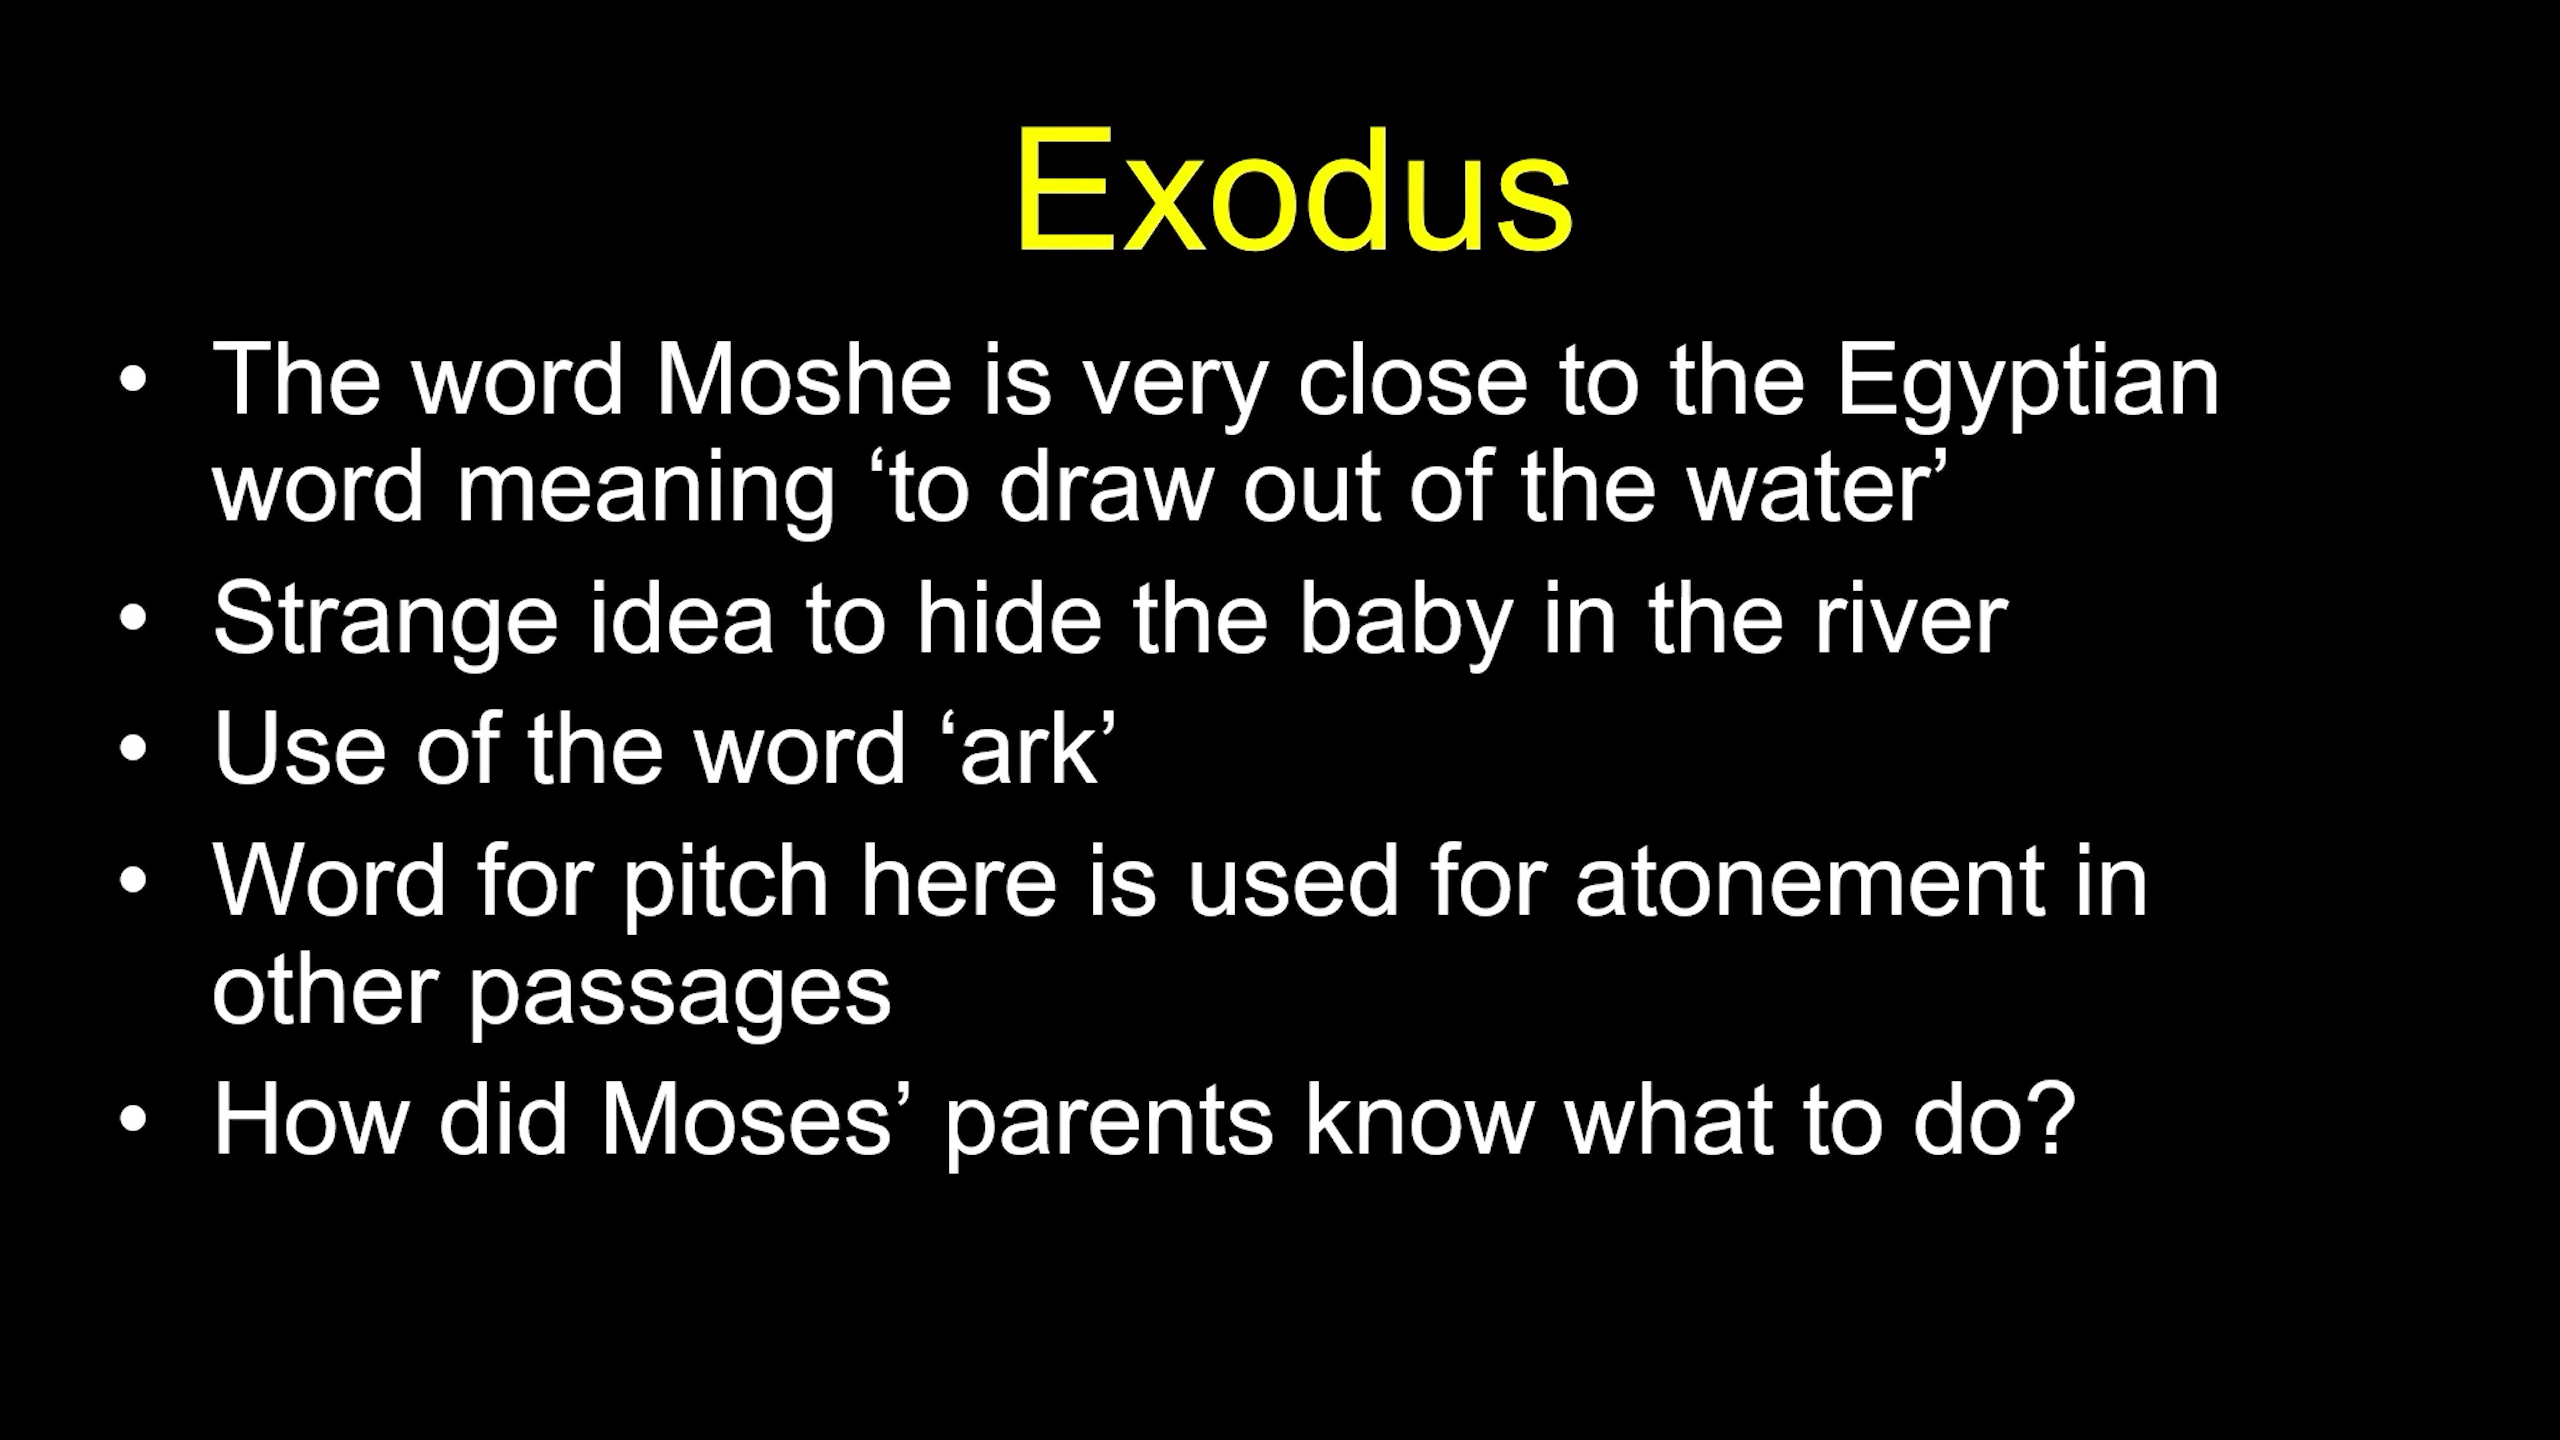 Exodus
• The word Moshe is very close to the Egyptian
word meaning ‘to draw out of the water’
• Strange idea to hide the baby in the river
• Use of the word ‘ark’
• Word for pitch here is used for atonement in
other passages
• How did Moses’ parents know what to do?